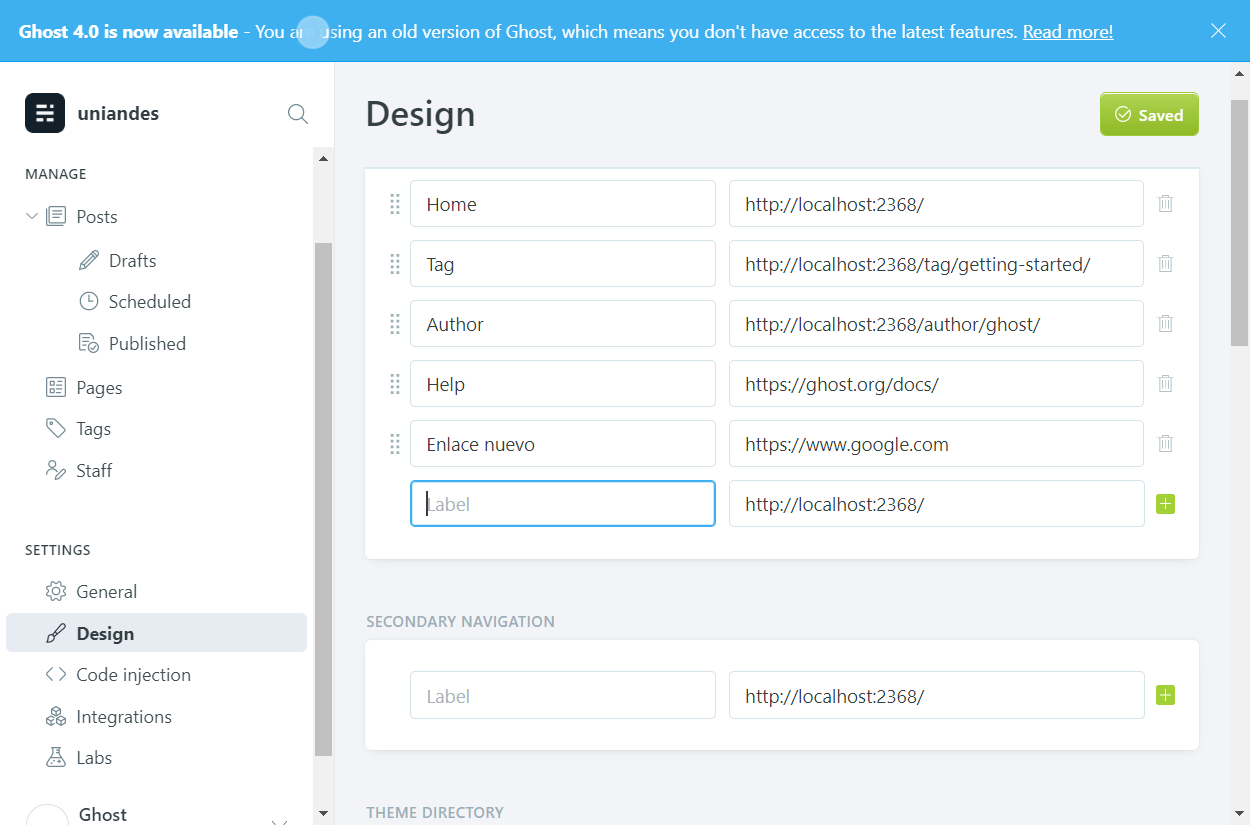 Ghost 4.0 is now available - You are using an old version of Ghost, which means you don't have access to the latest features. Read more!
uniandes
MANAGE
Posts
Drafts
Scheduled
Published
Pages
Tags
Staff
SETTINGS
General
Design
Code injection
Integrations
Labs
Ghost
Design
Saved
Home http://localhost:2368/
Tag http://localhost:2368/tag/getting-started/
Author http://localhost:2368/author/ghost/
Help https://ghost.org/docs/
Enlace nuevo https://www.google.com
Label http://localhost:2368/
SECONDARY NAVIGATION
Label http://localhost:2368/
THEME DIRECTORY